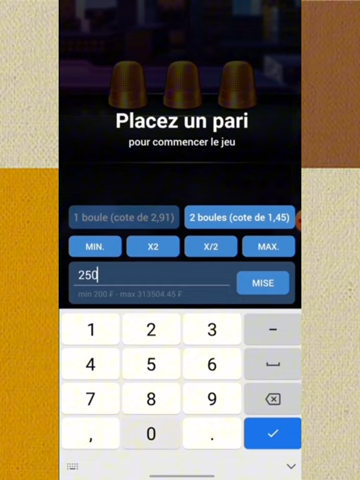 Placez un pari
pour commencer le jeu
1 boule (cote de 2,91) 2 boules (cote de 1,45)
MIN. X2 X/2 MAX.
250
MISE
min 200 ₣ - max 313504.45 ₣
1 2 3 -
4 5 6
7 8 9
, 0 .